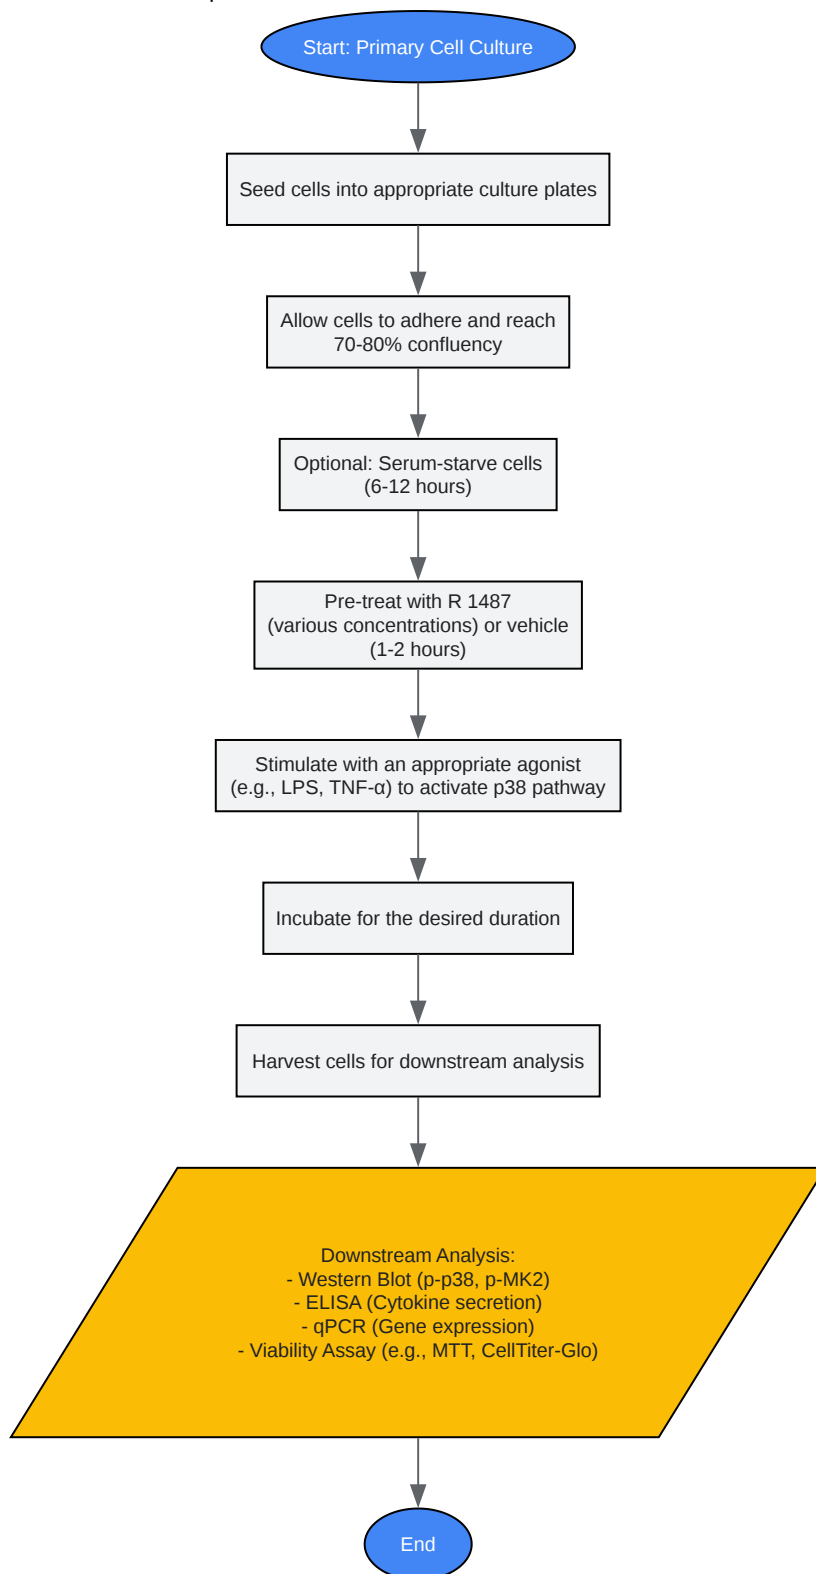 Start: Primary Cell Culture
Seed cells into appropriate culture plates
Allow cells to adhere and reach
70-80% confluency
Optional: Serum-starve cells
(6-12 hours)
Pre-treat with R 1487
(various concentrations) or vehicle
(1-2 hours)
Stimulate with an appropriate agonist
(e.g., LPS, TNF-α) to activate p38 pathway
Incubate for the desired duration
Harvest cells for downstream analysis
Downstream Analysis:
- Western Blot (p-p38, p-MK2)
- ELISA (Cytokine secretion)
- qPCR (Gene expression)
- Viability Assay (e.g., MTT, CellTiter-Glo)
End